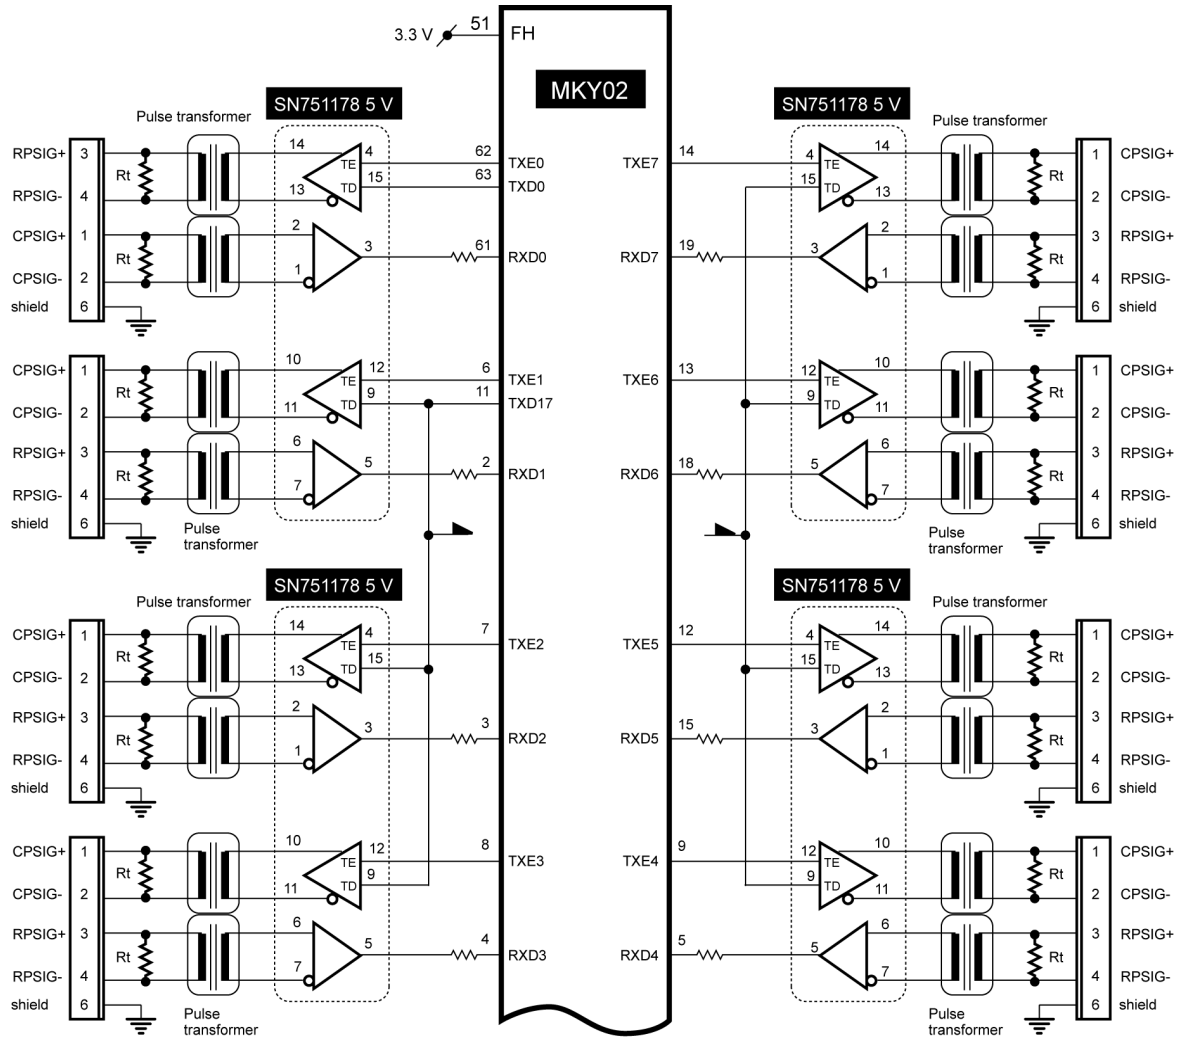 3.3 V 51 FH
MKY02
SN751178 5 V
SN751178 5 V
Pulse transformer
Pulse transformer
RPSIG+ 3 Rt 14 TE 4 62 TXE0
RPSIG- 4 13 TD 15 63 TXD0
CPSIG+ 1 Rt 2 3 61 RXD0
CPSIG- 2 1
shield 6
TXE7 14 4 TE 14 Rt 1 CPSIG+
15 TD 13 2 CPSIG-
RXD7 19 3 2 Rt 3 RPSIG+
1 4 RPSIG-
6 shield
CPSIG+ 1 Rt 10 TE 12 6 TXE1
CPSIG- 2 11 TD 9 11 TXD17
RPSIG+ 3 Rt 6 5 2 RXD1
RPSIG- 4 7
shield 6
Pulse
transformer
TXE6 13 12 TE 10 Rt 1 CPSIG+
9 TD 11 2 CPSIG-
RXD6 18 5 6 Rt 3 RPSIG+
7 4 RPSIG-
6 shield
Pulse
transformer
SN751178 5 V
SN751178 5 V
Pulse transformer
Pulse transformer
CPSIG+ 1 Rt 14 TE 4 7 TXE2
CPSIG- 2 13 TD 15
RPSIG+ 3 Rt 2 3 3 RXD2
RPSIG- 4 1
shield 6
TXE5 12 4 TE 14 Rt 1 CPSIG+
15 TD 13 2 CPSIG-
RXD5 15 3 2 Rt 3 RPSIG+
1 4 RPSIG-
6 shield
CPSIG+ 1 Rt 10 TE 12 8 TXE3
CPSIG- 2 11 TD 9
RPSIG+ 3 Rt 6 5 4 RXD3
RPSIG- 4 7
shield 6
Pulse
transformer
TXE4 9 12 TE 10 Rt 1 CPSIG+
9 TD 11 2 CPSIG-
RXD4 5 5 6 Rt 3 RPSIG+
7 4 RPSIG-
6 shield
Pulse
transformer